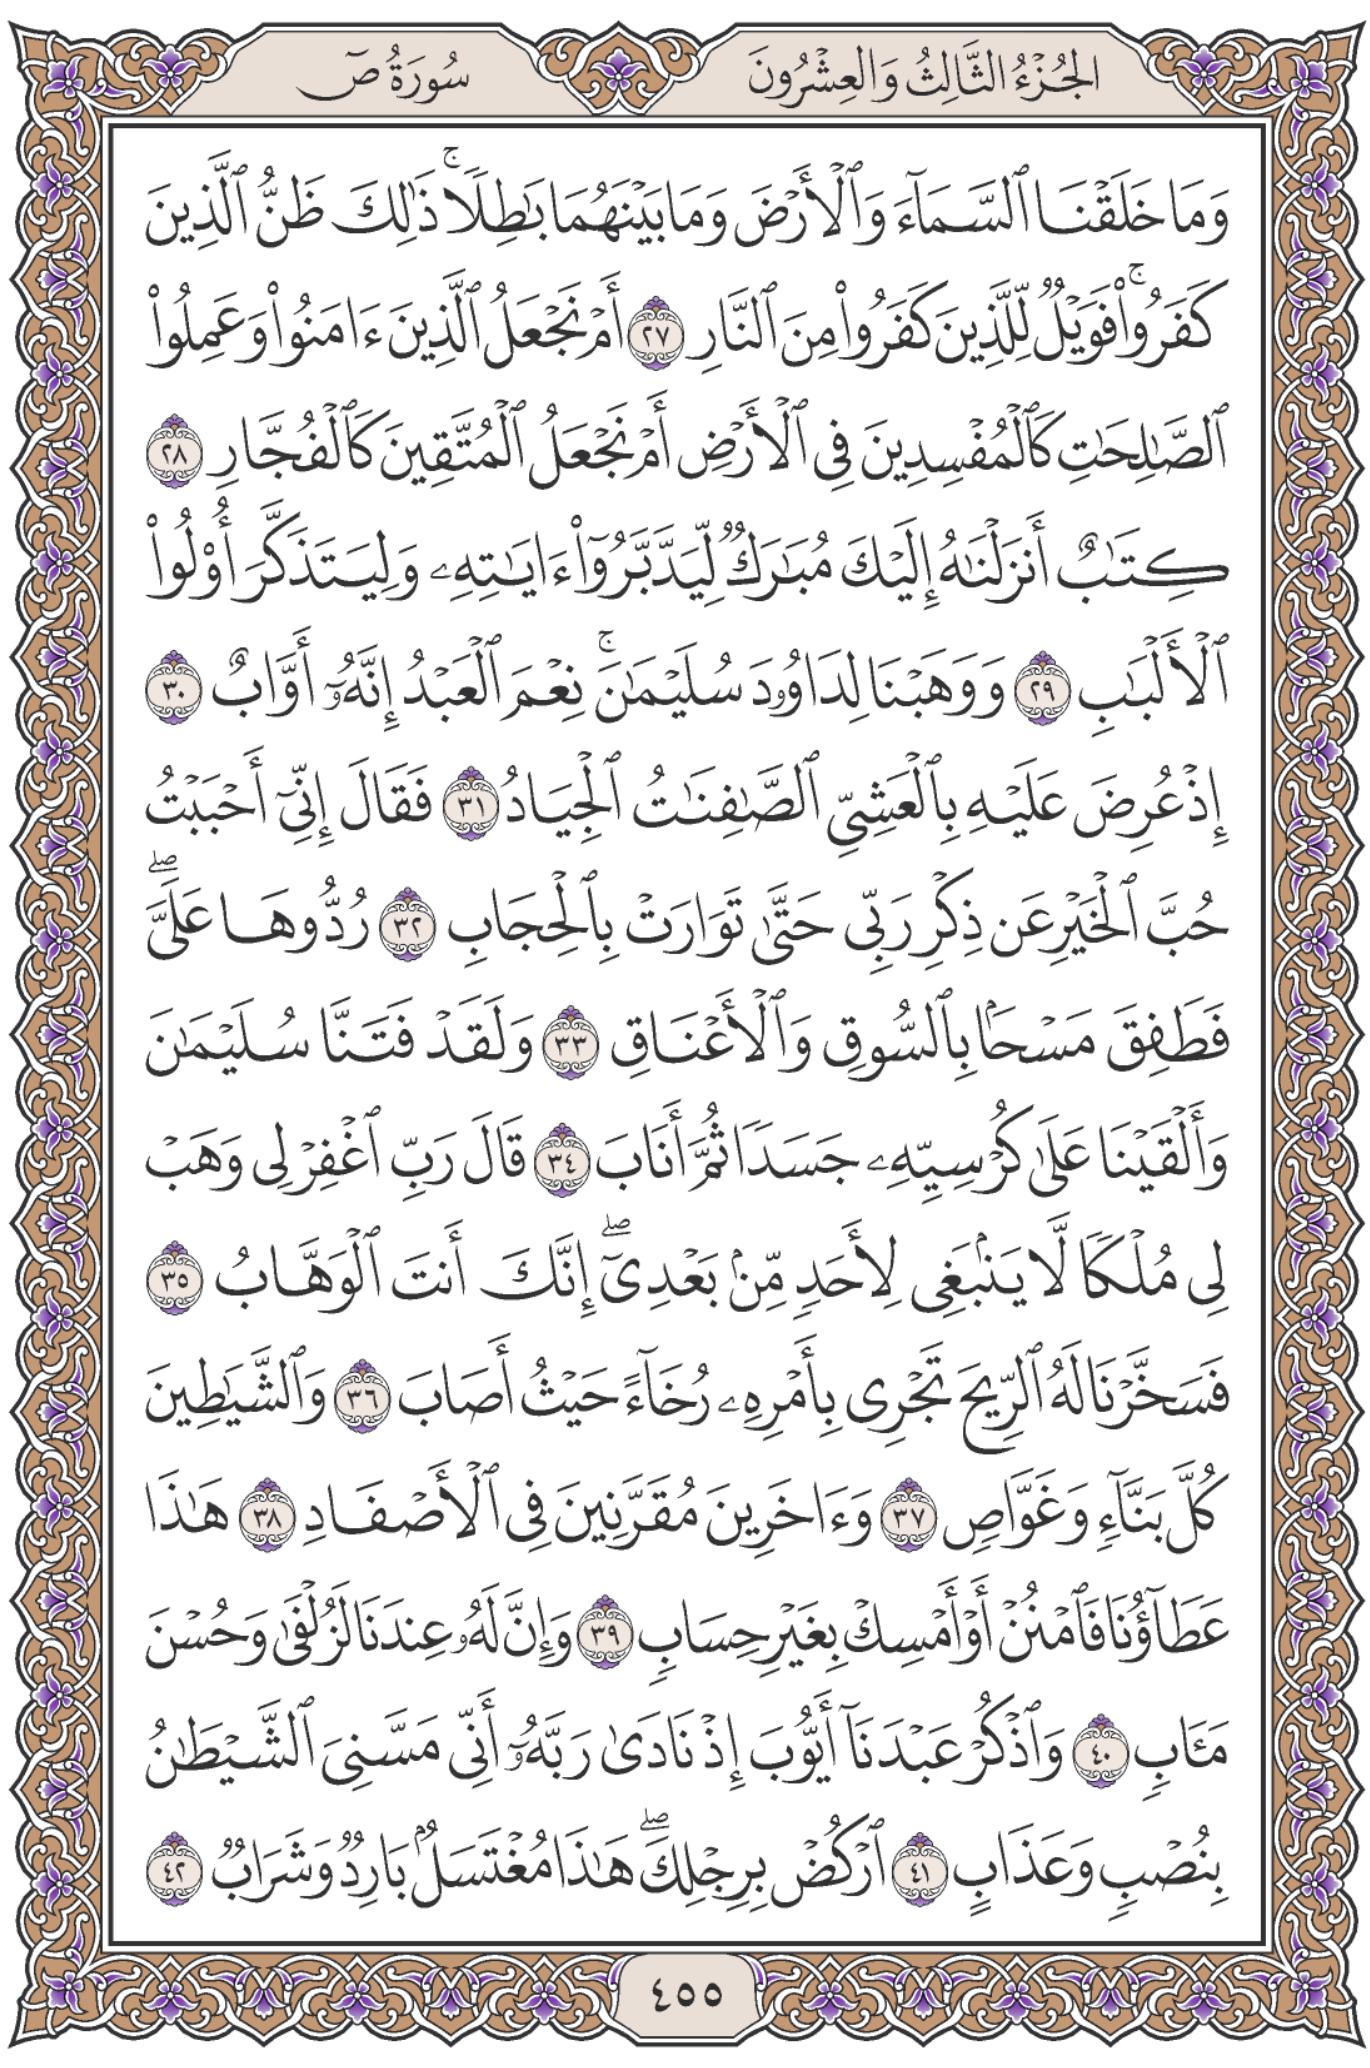 الجُزْءُ الثَّالِثُ وَالعِشْرُونَ
سُورَةُ صٓ
وَمَا خَلَقْنَا ٱلسَّمَآءَ وَٱلْأَرْضَ وَمَا بَيْنَهُمَا بَٰطِلًا ۚ ذَٰلِكَ ظَنُّ ٱلَّذِينَ
كَفَرُوا۟ ۚ فَوَيْلٌ لِّلَّذِينَ كَفَرُوا۟ مِنَ ٱلنَّارِ ٢٧ أَمْ نَجْعَلُ ٱلَّذِينَ ءَامَنُوا۟ وَعَمِلُوا۟
ٱلصَّٰلِحَٰتِ كَٱلْمُفْسِدِينَ فِى ٱلْأَرْضِ أَمْ نَجْعَلُ ٱلْمُتَّقِينَ كَٱلْفُجَّارِ ٢٨
كِتَٰبٌ أَنزَلْنَٰهُ إِلَيْكَ مُبَٰرَكٌ لِّيَدَّبَّرُوٓا۟ ءَايَٰتِهِۦ وَلِيَتَذَكَّرَ أُو۟لُوا۟
ٱلْأَلْبَٰبِ ٢٩ وَوَهَبْنَا لِدَاوُۥدَ سُلَيْمَٰنَ ۚ نِعْمَ ٱلْعَبْدُ إِنَّهُۥٓ أَوَّابٌ ٣٠
إِذْ عُرِضَ عَلَيْهِ بِٱلْعَشِىِّ ٱلصَّٰفِنَٰتُ ٱلْجِيَادُ ٣١ فَقَالَ إِنِّىٓ أَحْبَبْتُ
حُبَّ ٱلْخَيْرِ عَن ذِكْرِ رَبِّى حَتَّىٰ تَوَارَتْ بِٱلْحِجَابِ ٣٢ رُدُّوهَا عَلَىَّ ۖ
فَطَفِقَ مَسْحًۢا بِٱلسُّوقِ وَٱلْأَعْنَاقِ ٣٣ وَلَقَدْ فَتَنَّا سُلَيْمَٰنَ
وَأَلْقَيْنَا عَلَىٰ كُرْسِيِّهِۦ جَسَدًا ثُمَّ أَنَابَ ٣٤ قَالَ رَبِّ ٱغْفِرْ لِى وَهَبْ
لِى مُلْكًا لَّا يَنۢبَغِى لِأَحَدٍ مِّنۢ بَعْدِىٓ ۖ إِنَّكَ أَنتَ ٱلْوَهَّابُ ٣٥
فَسَخَّرْنَا لَهُ ٱلرِّيحَ تَجْرِى بِأَمْرِهِۦ رُخَآءً حَيْثُ أَصَابَ ٣٦ وَٱلشَّيَٰطِينَ
كُلَّ بَنَّآءٍ وَغَوَّاصٍ ٣٧ وَءَاخَرِينَ مُقَرَّنِينَ فِى ٱلْأَصْفَادِ ٣٨ هَٰذَا
عَطَآؤُنَا فَٱمْنُنْ أَوْ أَمْسِكْ بِغَيْرِ حِسَابٍ ٣٩ وَإِنَّ لَهُۥ عِندَنَا لَزُلْفَىٰ وَحُسْنَ
مَـَٔابٍ ٤٠ وَٱذْكُرْ عَبْدَنَآ أَيُّوبَ إِذْ نَادَىٰ رَبَّهُۥٓ أَنِّى مَسَّنِىَ ٱلشَّيْطَٰنُ
بِنُصْبٍ وَعَذَابٍ ٤١ ٱرْكُضْ بِرِجْلِكَ ۖ هَٰذَا مُغْتَسَلٌۢ بَارِدٌ وَشَرَابٌ ٤٢
٤٥٥